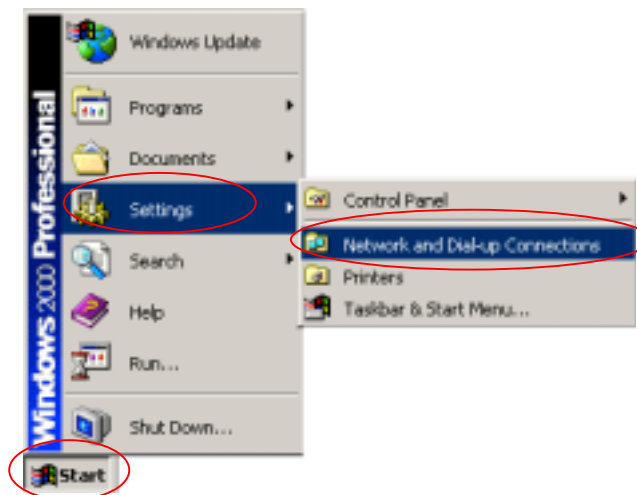 Windows Update
Programs
Documents
Settings
Search
Help
Run...
Shut Down...
Start
Windows 2000 Professional
Control Panel
Network and Dial-up Connections
Printers
Taskbar & Start Menu...